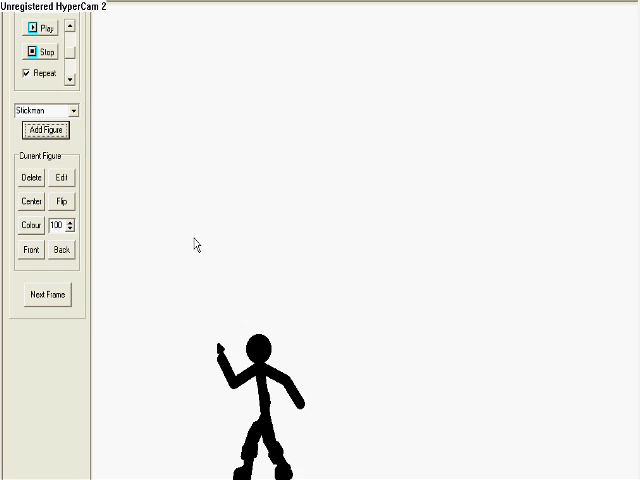 Unregistered HyperCam 2
Play
Stop
Repeat
Stickman
Add Figure
Current Figure
Delete Edit
Center Flip
Colour 100
Front Back
Next Frame